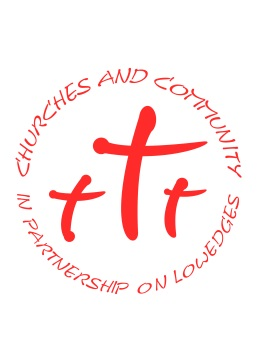 CHURCHES AND COMMUNITY
IN PARTNERSHIP ON LOWEDGES